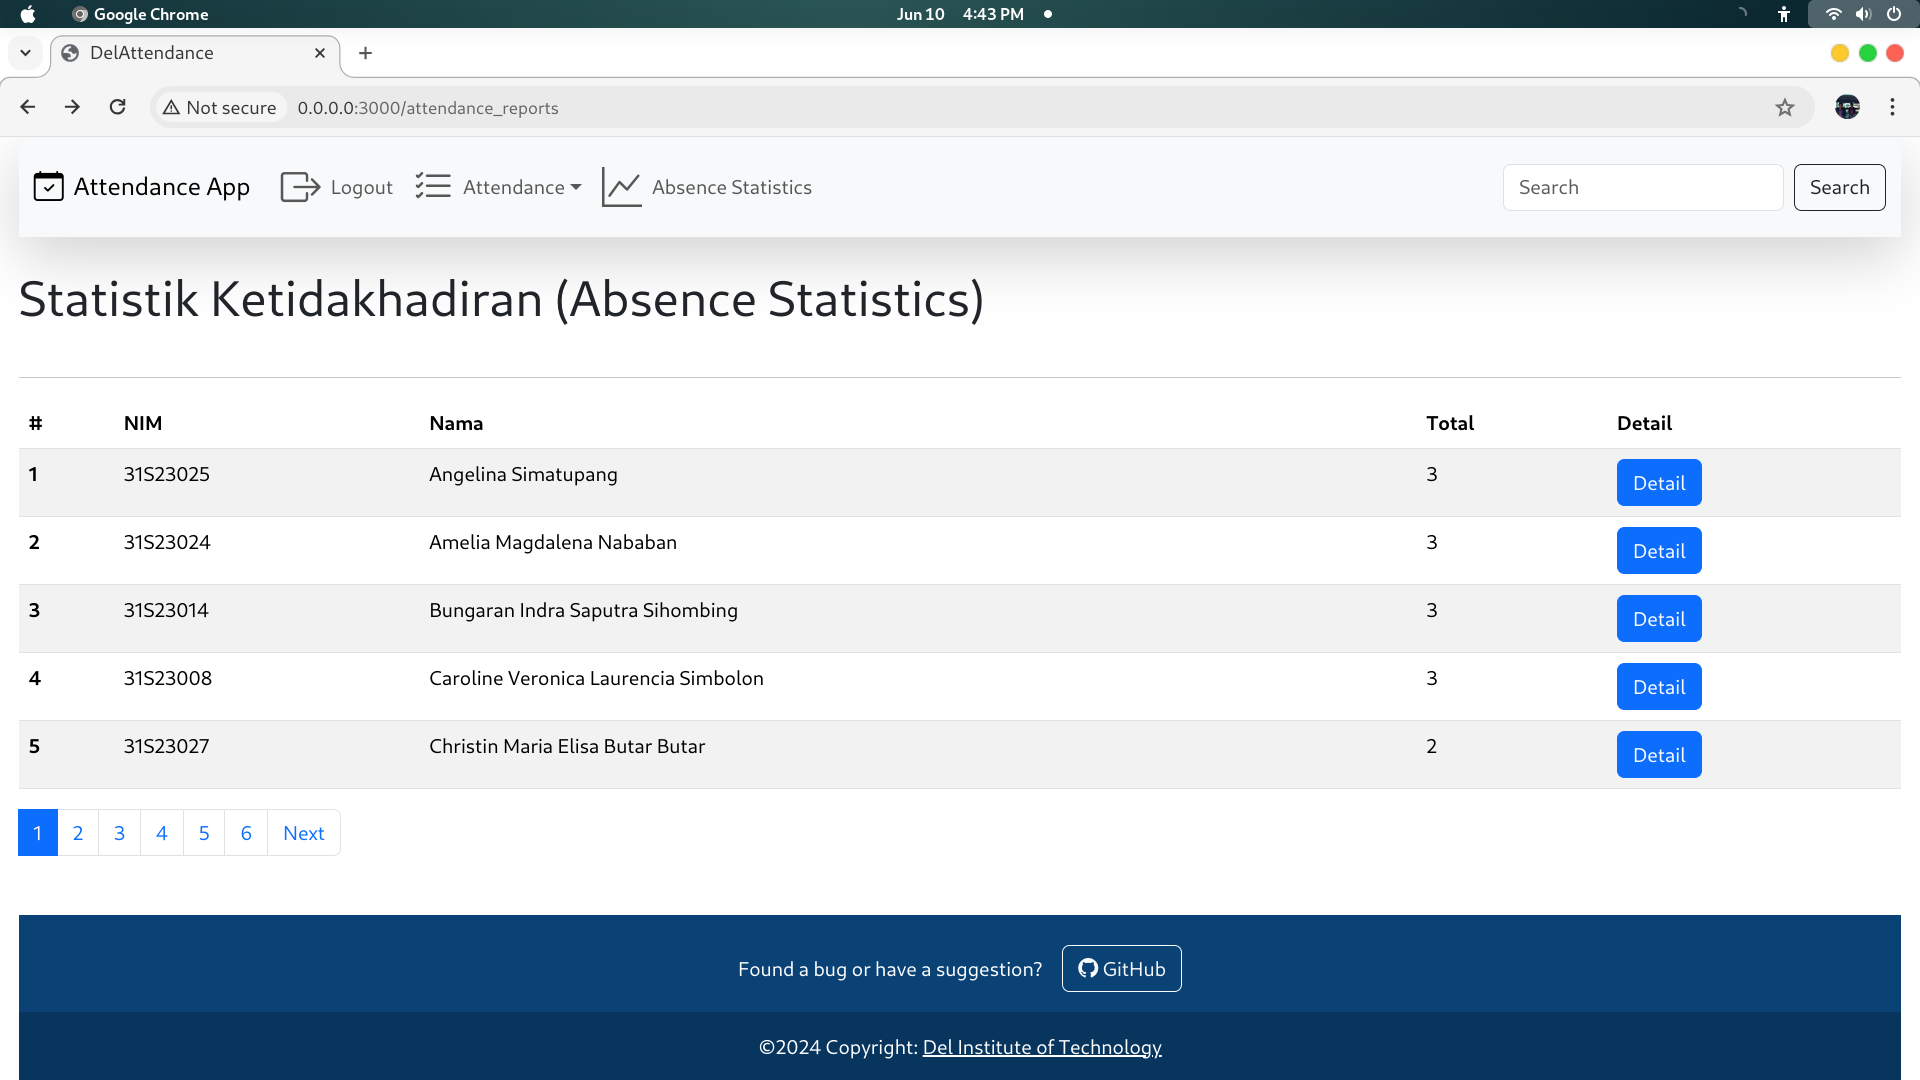 Google Chrome
Jun 10 4:43 PM
DelAttendance
Not secure 0.0.0.0:3000/attendance_reports
Attendance App Logout Attendance Absence Statistics Search Search
Statistik Ketidakhadiran (Absence Statistics)
# NIM Nama Total Detail
1 31S23025 Angelina Simatupang 3 Detail
2 31S23024 Amelia Magdalena Nababan 3 Detail
3 31S23014 Bungaran Indra Saputra Sihombing 3 Detail
4 31S23008 Caroline Veronica Laurencia Simbolon 3 Detail
5 31S23027 Christin Maria Elisa Butar Butar 2 Detail
1 2 3 4 5 6 Next
Found a bug or have a suggestion? GitHub
©2024 Copyright: Del Institute of Technology